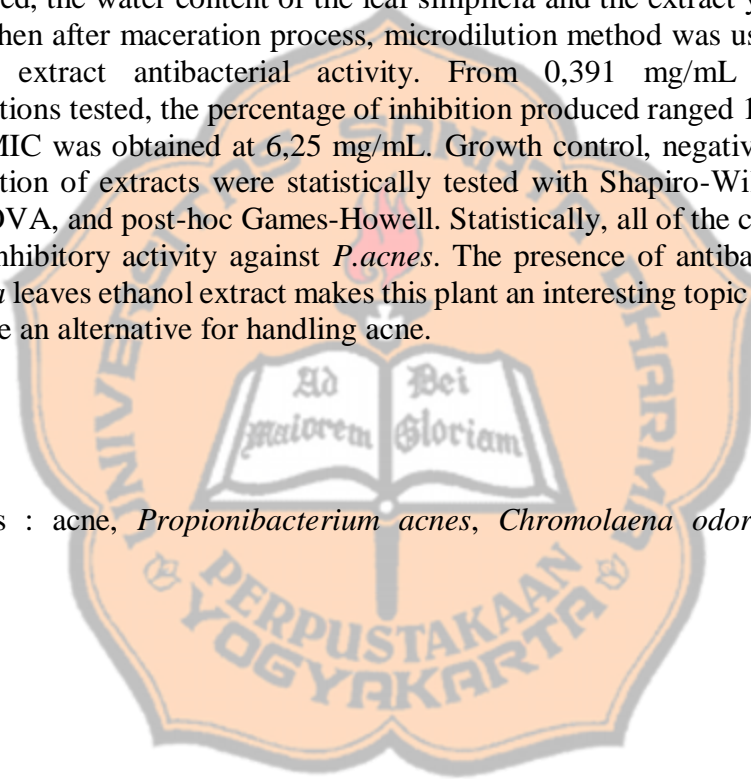 ed, the water content of the leaf simplicia and the extract y
hen after maceration process, microdilution method was us
extract antibacterial activity. From 0,391 mg/mL
tions tested, the percentage of inhibition produced ranged
MIC was obtained at 6,25 mg/mL. Growth control, negativ
tion of extracts were statistically tested with Shapiro-Wi
OVA, and post-hoc Games-Howell. Statistically, all of the c
nhibitory activity against P.acnes. The presence of antiba
leaves ethanol extract makes this plant an interesting topic
e an alternative for handling acne.
UNIVERSITAS SANATA DHARMA
Ad Dei
maiorem Gloriam
s : acne, Propionibacterium acnes, Chromolaena odor
PERPUSTAKAAN
YOGYAKARTA